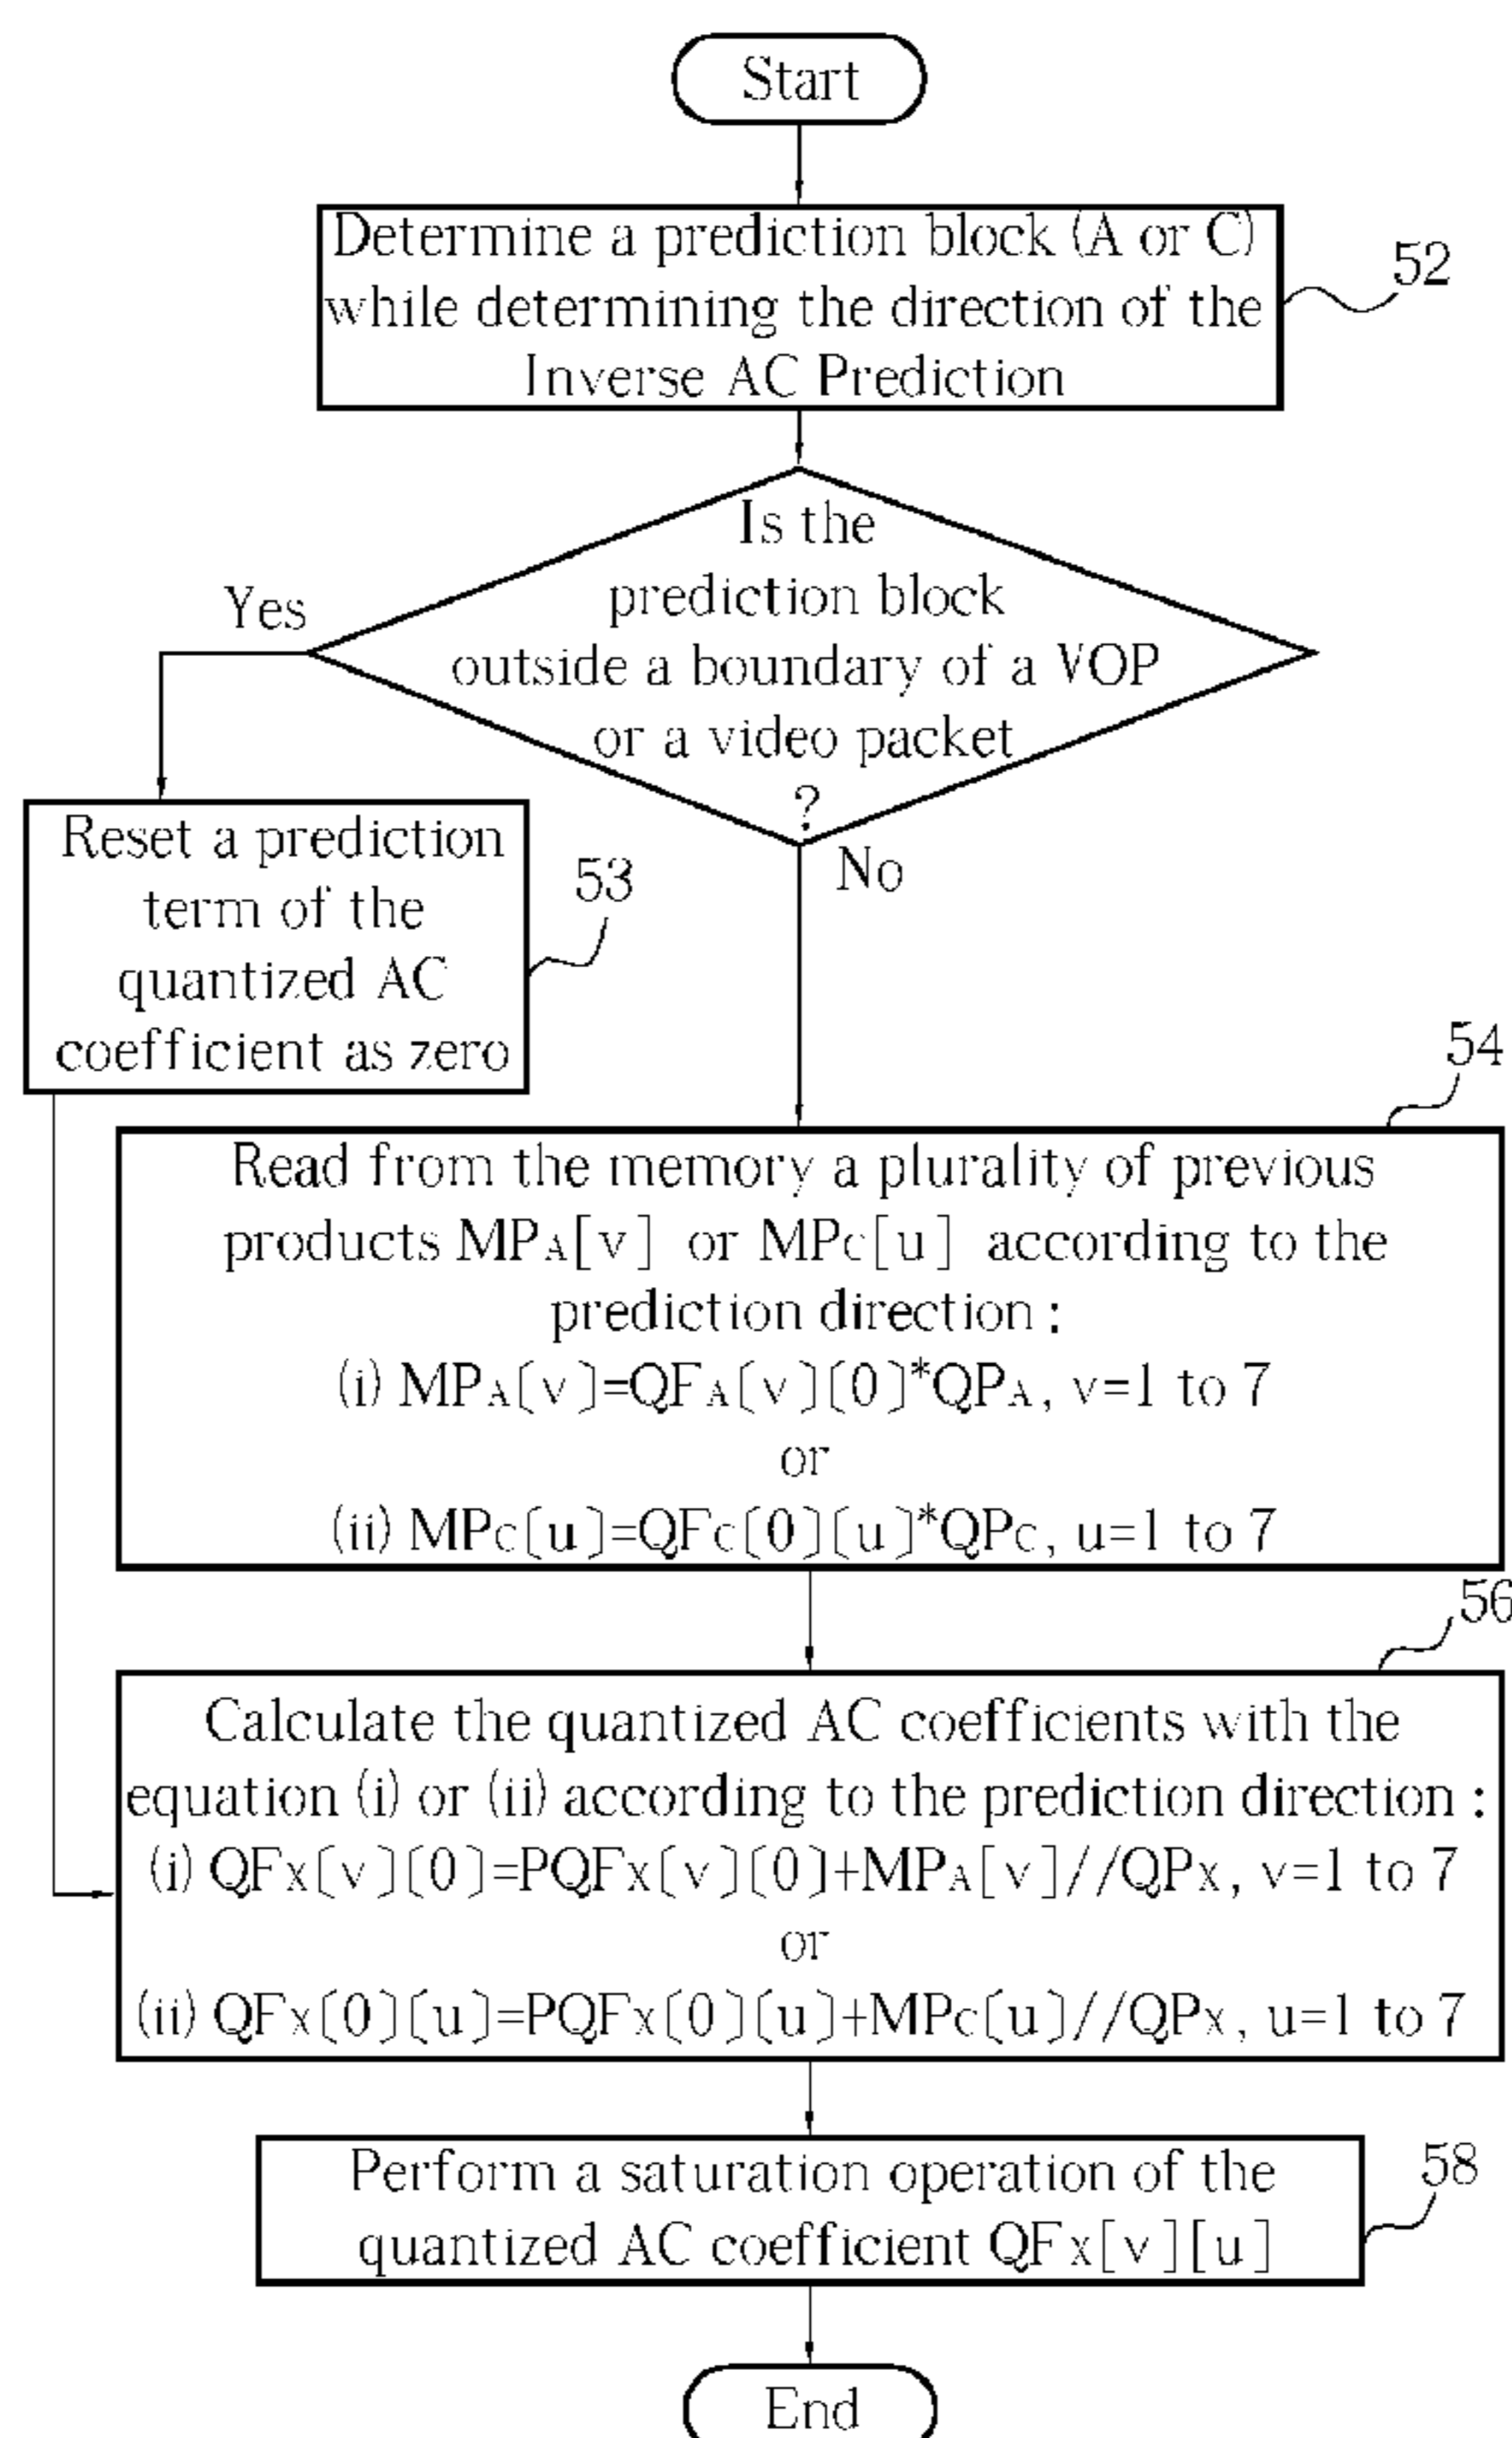 Start
Determine a prediction block (A or C)
while determining the direction of the
Inverse AC Prediction
52
Is the
prediction block
outside a boundary of a VOP
or a video packet
?
Yes
No
Reset a prediction
term of the
quantized AC
coefficient as zero
53
54
Read from the memory a plurality of previous
products MPA[v] or MPC[u] according to the
prediction direction :
(i) MPA[v]=QFA[v][0]*QPA, v=1 to 7
or
(ii) MPC[u]=QFC[0][u]*QPC, u=1 to 7
56
Calculate the quantized AC coefficients with the
equation (i) or (ii) according to the prediction direction :
(i) QFX[v][0]=PQFX[v][0]+MPA[v]//QPX, v=1 to 7
or
(ii) QFX[0][u]=PQFX[0][u]+MPC[u]//QPX, u=1 to 7
Perform a saturation operation of the
quantized AC coefficient QFX[v][u]
58
End